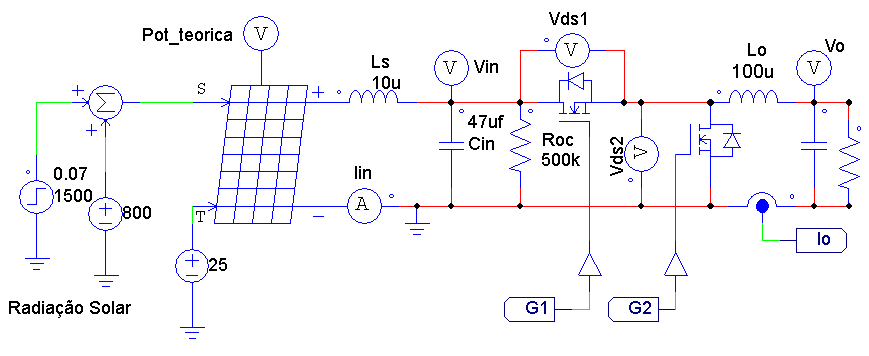 Vds1
Pot_teorica
V
V
Ls
10u
V
Vin
Lo
100u
V
Vo
S
+
+
Σ
+
0.07
1500
+
800
T
25
Iin
A
47uf
Cin
Roc
500k
Vds2
V
Io
G1
G2
Radiação Solar